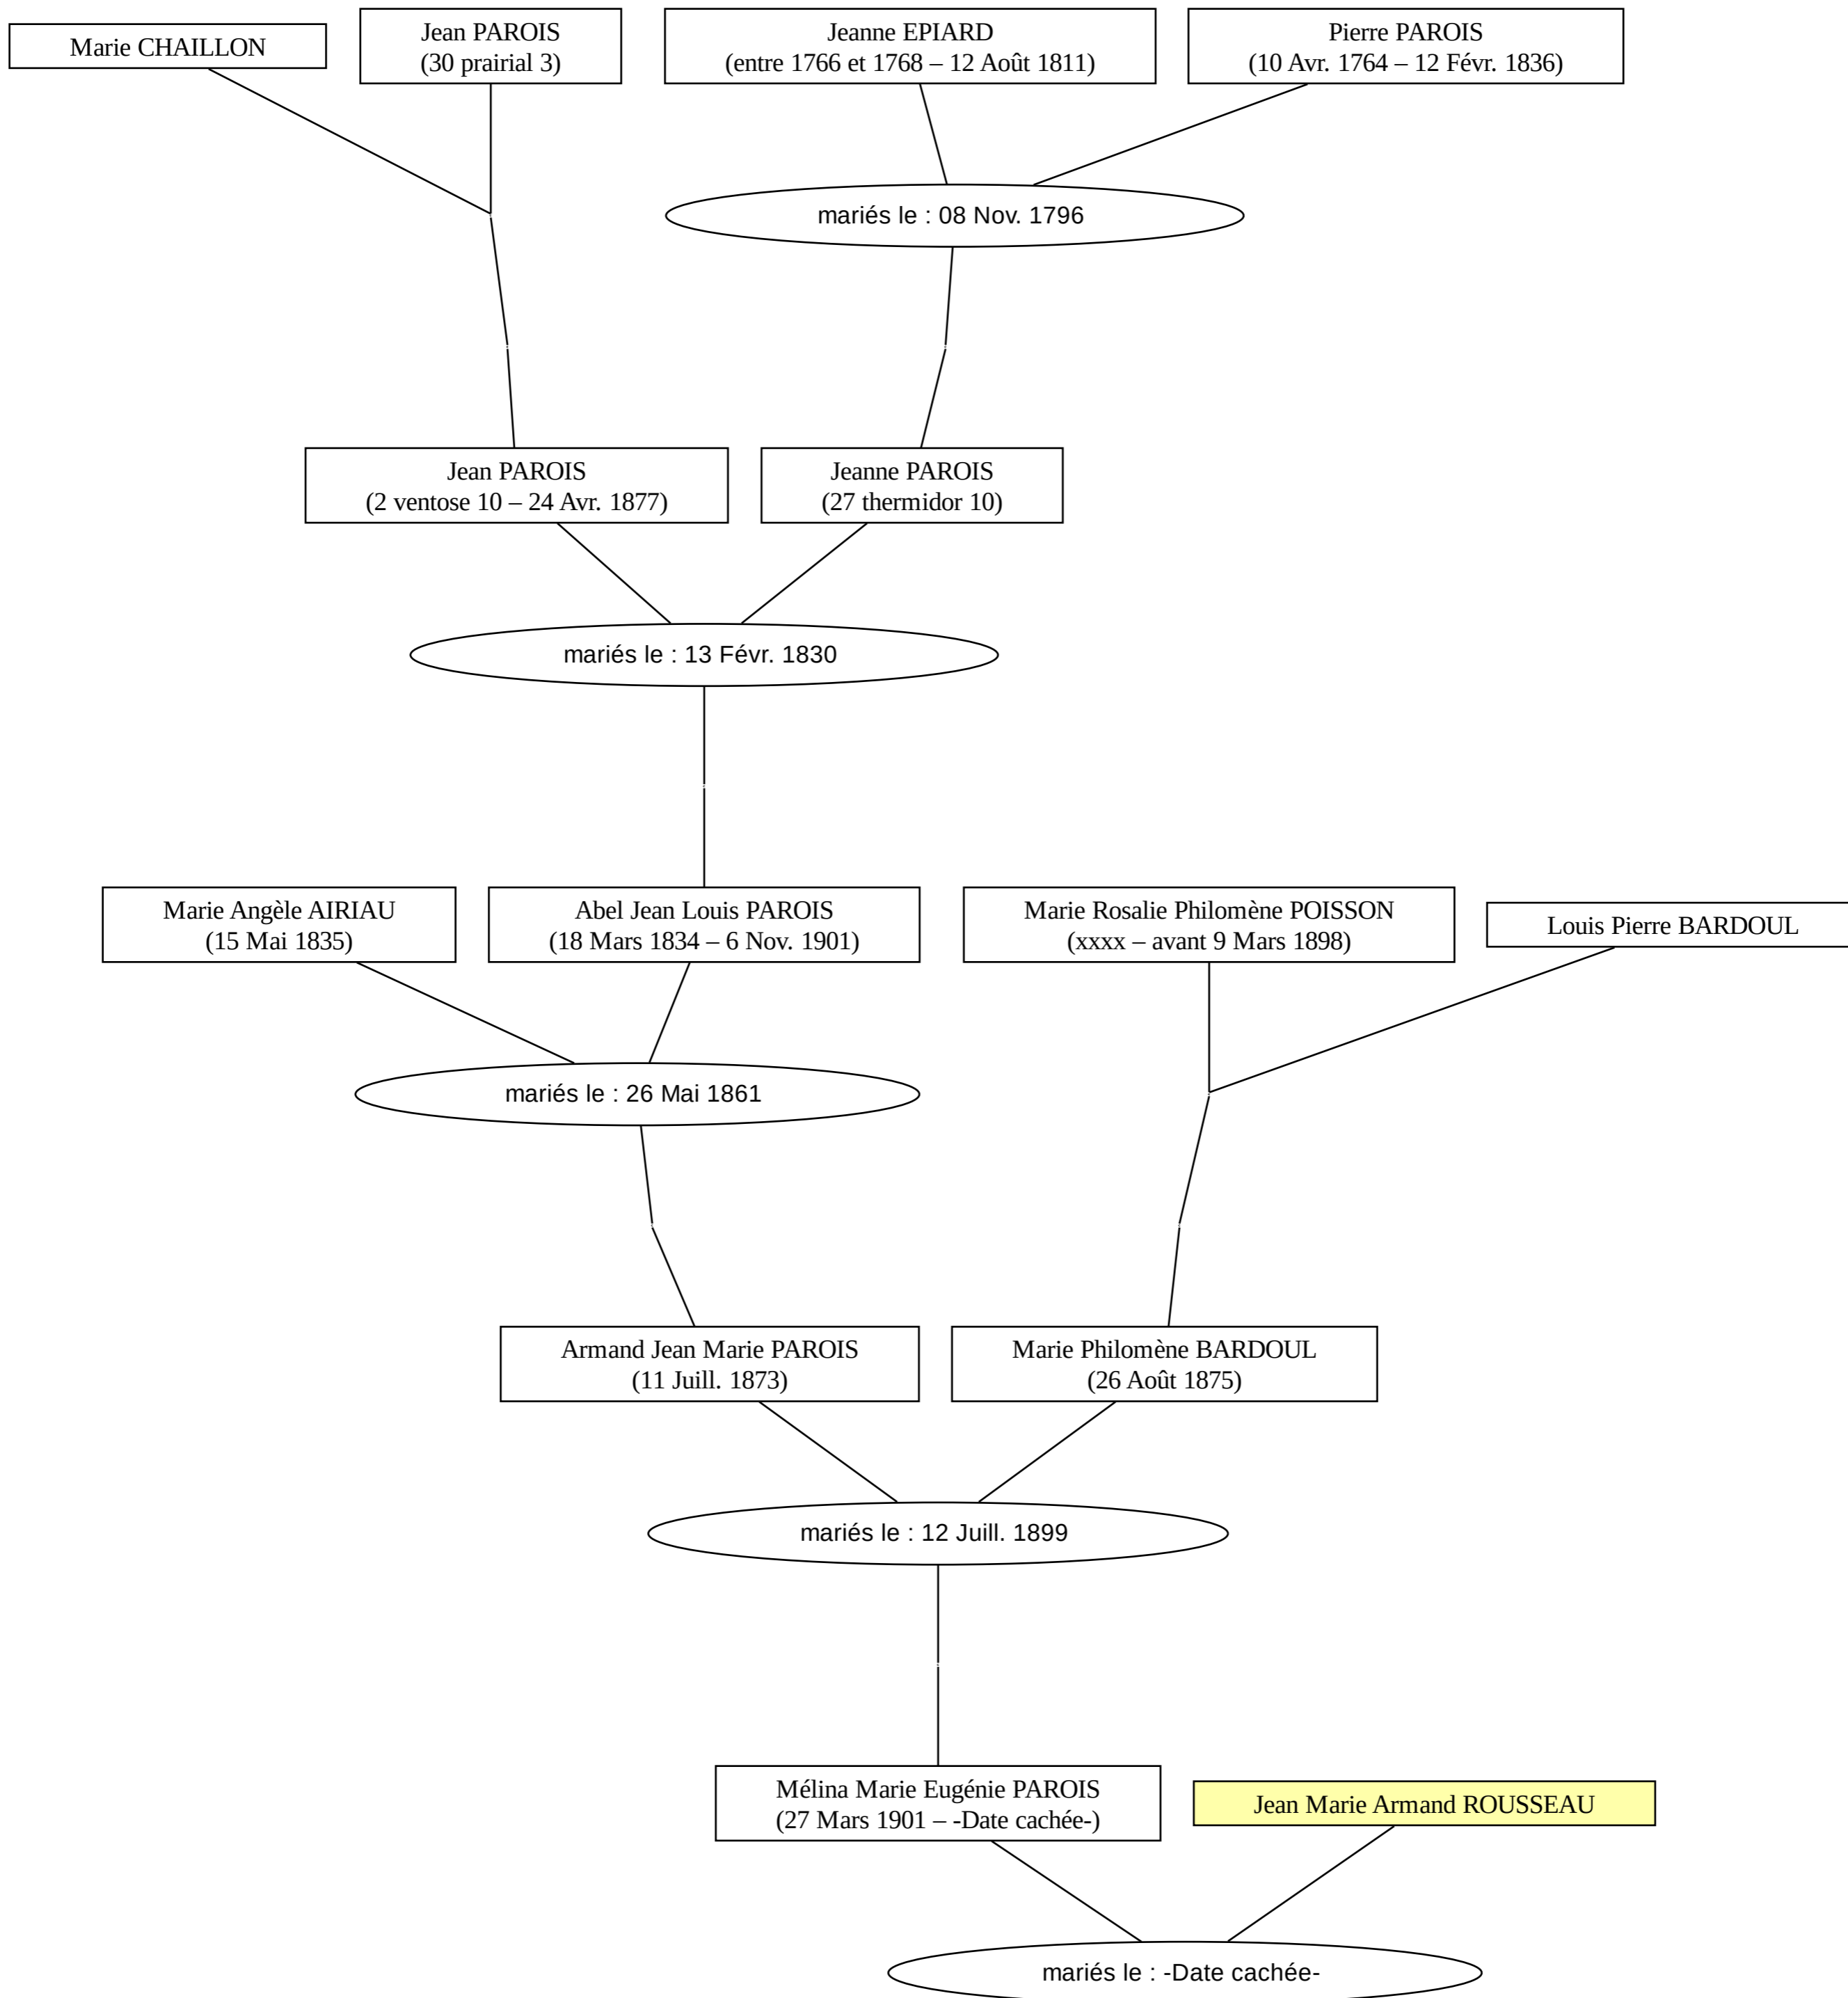 Marie CHAILLON
Jean PAROIS
(30 prairial 3)
Jeanne EPIARD
(entre 1766 et 1768 – 12 Août 1811)
Pierre PAROIS
(10 Avr. 1764 – 12 Févr. 1836)
mariés le : 08 Nov. 1796
Jean PAROIS
(2 ventose 10 – 24 Avr. 1877)
Jeanne PAROIS
(27 thermidor 10)
mariés le : 13 Févr. 1830
Marie Angèle AIRIAU
(15 Mai 1835)
Abel Jean Louis PAROIS
(18 Mars 1834 – 6 Nov. 1901)
Marie Rosalie Philomène POISSON
(xxxx – avant 9 Mars 1898)
Louis Pierre BARDOUL
mariés le : 26 Mai 1861
Armand Jean Marie PAROIS
(11 Juill. 1873)
Marie Philomène BARDOUL
(26 Août 1875)
mariés le : 12 Juill. 1899
Mélina Marie Eugénie PAROIS
(27 Mars 1901 – -Date cachée-)
Jean Marie Armand ROUSSEAU
mariés le : -Date cachée-